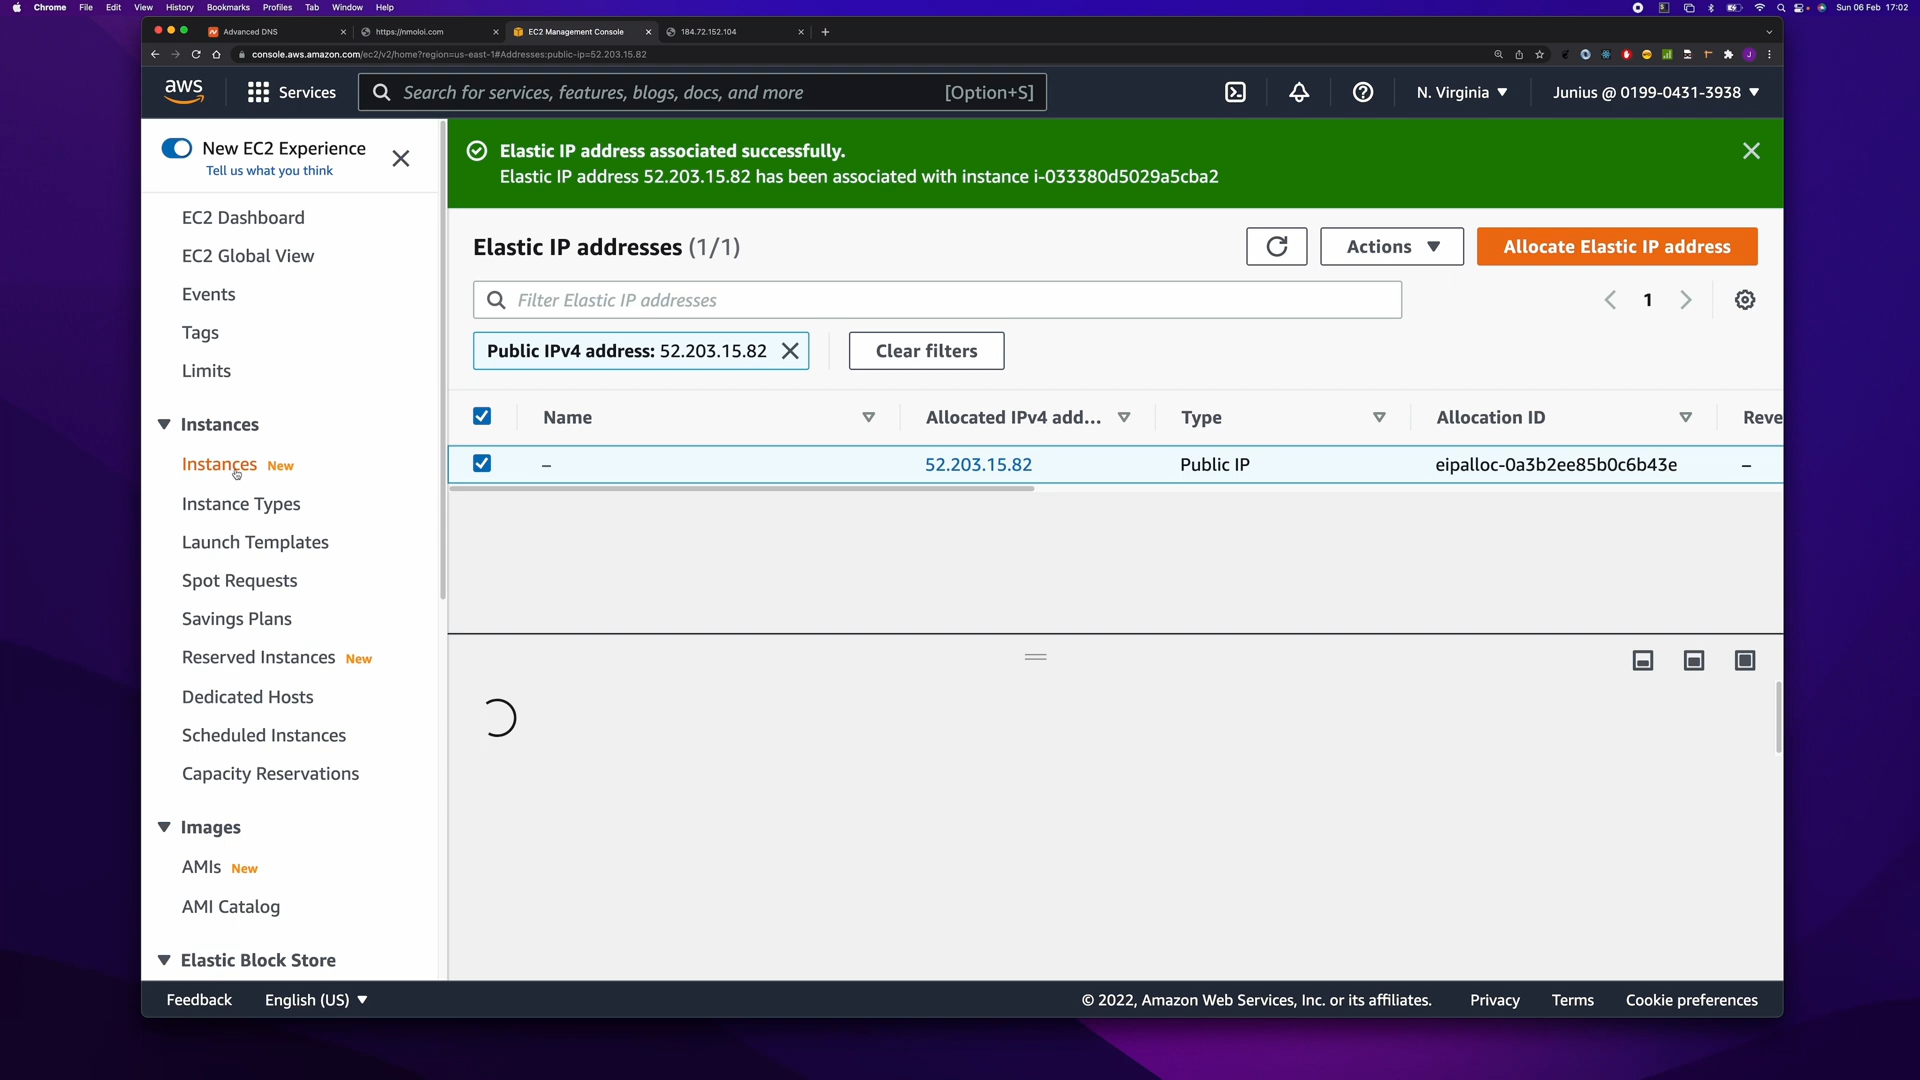 Chrome File Edit View History Bookmarks Profiles Tab Window Help
Sun 06 Feb 17:02
Advanced DNS
https://nmoloi.com
EC2 Management Console
184.72.152.104
console.aws.amazon.com/ec2/v2/home?region=us-east-1#Addresses:public-ip=52.203.15.82
aws
Services
Search for services, features, blogs, docs, and more [Option+S]
N. Virginia
Junius @ 0199-0431-3938
New EC2 Experience
Tell us what you think
EC2 Dashboard
EC2 Global View
Events
Tags
Limits
Instances
Instances New
Instance Types
Launch Templates
Spot Requests
Savings Plans
Reserved Instances New
Dedicated Hosts
Scheduled Instances
Capacity Reservations
Images
AMIs New
AMI Catalog
Elastic Block Store
Elastic IP address associated successfully.
Elastic IP address 52.203.15.82 has been associated with instance i-033380d5029a5cba2
Elastic IP addresses (1/1)
Actions
Allocate Elastic IP address
Filter Elastic IP addresses
1
Public IPv4 address: 52.203.15.82
Clear filters
Name Allocated IPv4 add... Type Allocation ID Reve
– 52.203.15.82 Public IP eipalloc-0a3b2ee85b0c6b43e –
Feedback English (US)
© 2022, Amazon Web Services, Inc. or its affiliates. Privacy Terms Cookie preferences